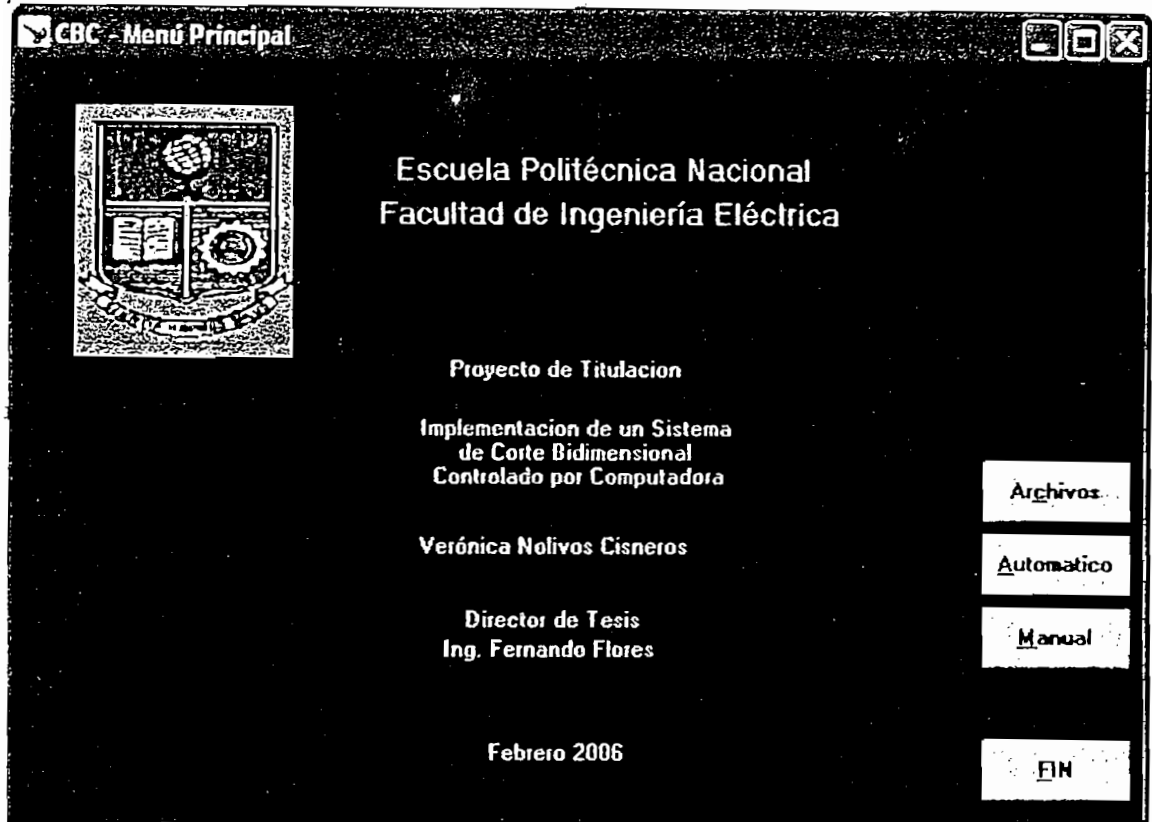 CBC - Menú Principal
Escuela Politécnica Nacional
Facultad de Ingeniería Eléctrica
Proyecto de Titulacion
Implementacion de un Sistema
de Corte Bidimensional
Controlado por Computadora
Verónica Nolivos Cisneros
Director de Tesis
Ing. Fernando Flores
Febrero 2006
Archivos
Automatico
Manual
FIN